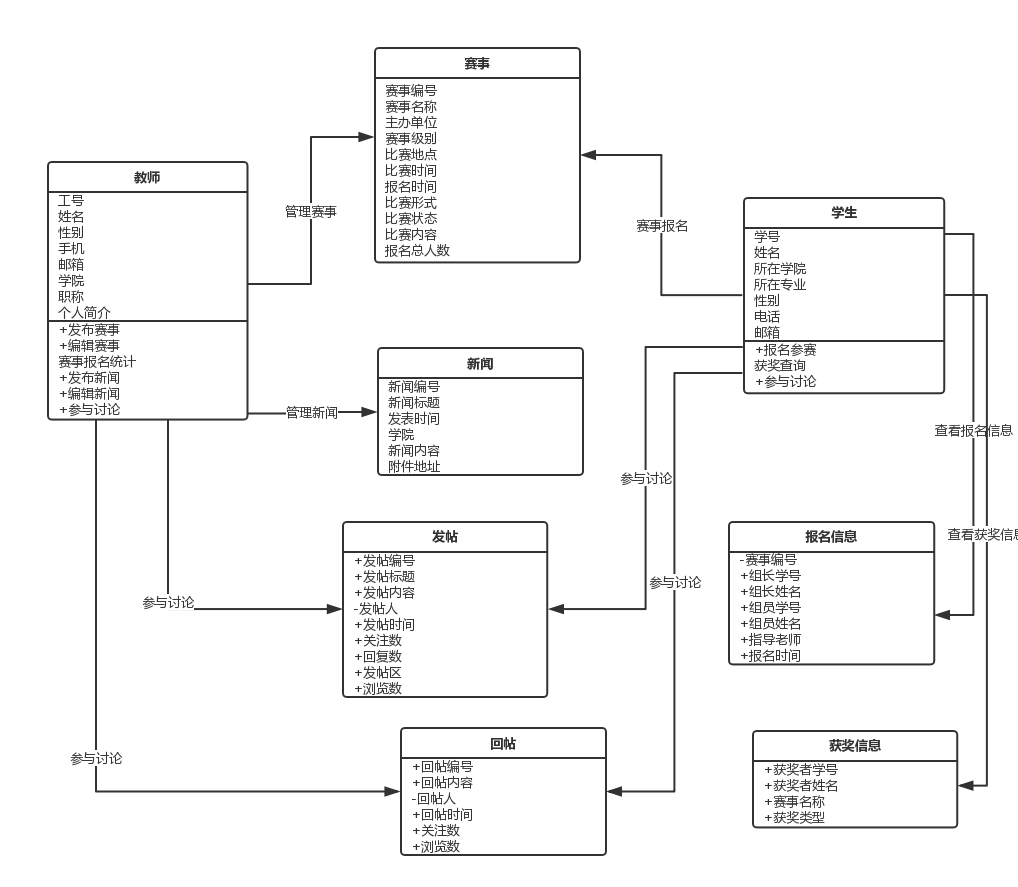 赛事
赛事编号
赛事名称
主办单位
赛事级别
比赛地点
比赛时间
报名时间
比赛形式
比赛状态
比赛内容
报名总人数
教师
工号
姓名
性别
手机
邮箱
学院
职称
个人简介
+发布赛事
+编辑赛事
赛事报名统计
+发布新闻
+编辑新闻
+参与讨论
管理赛事
赛事报名
学生
学号
姓名
所在学院
所在专业
性别
电话
邮箱
+报名参赛
获奖查询
+参与讨论
新闻
新闻编号
新闻标题
发表时间
学院
新闻内容
附件地址
管理新闻
查看报名信息
参与讨论
查看获奖信息
发帖
+发帖编号
+发帖标题
+发帖内容
-发帖人
+发帖时间
+关注数
+回复数
+发帖区
+浏览数
报名信息
-赛事编号
+组长学号
+组长姓名
+组员学号
+组员姓名
+指导老师
+报名时间
参与讨论
参与讨论
参与讨论
回帖
+回帖编号
+回帖内容
-回帖人
+回帖时间
+关注数
+浏览数
获奖信息
+获奖者学号
+获奖者姓名
+赛事名称
+获奖类型